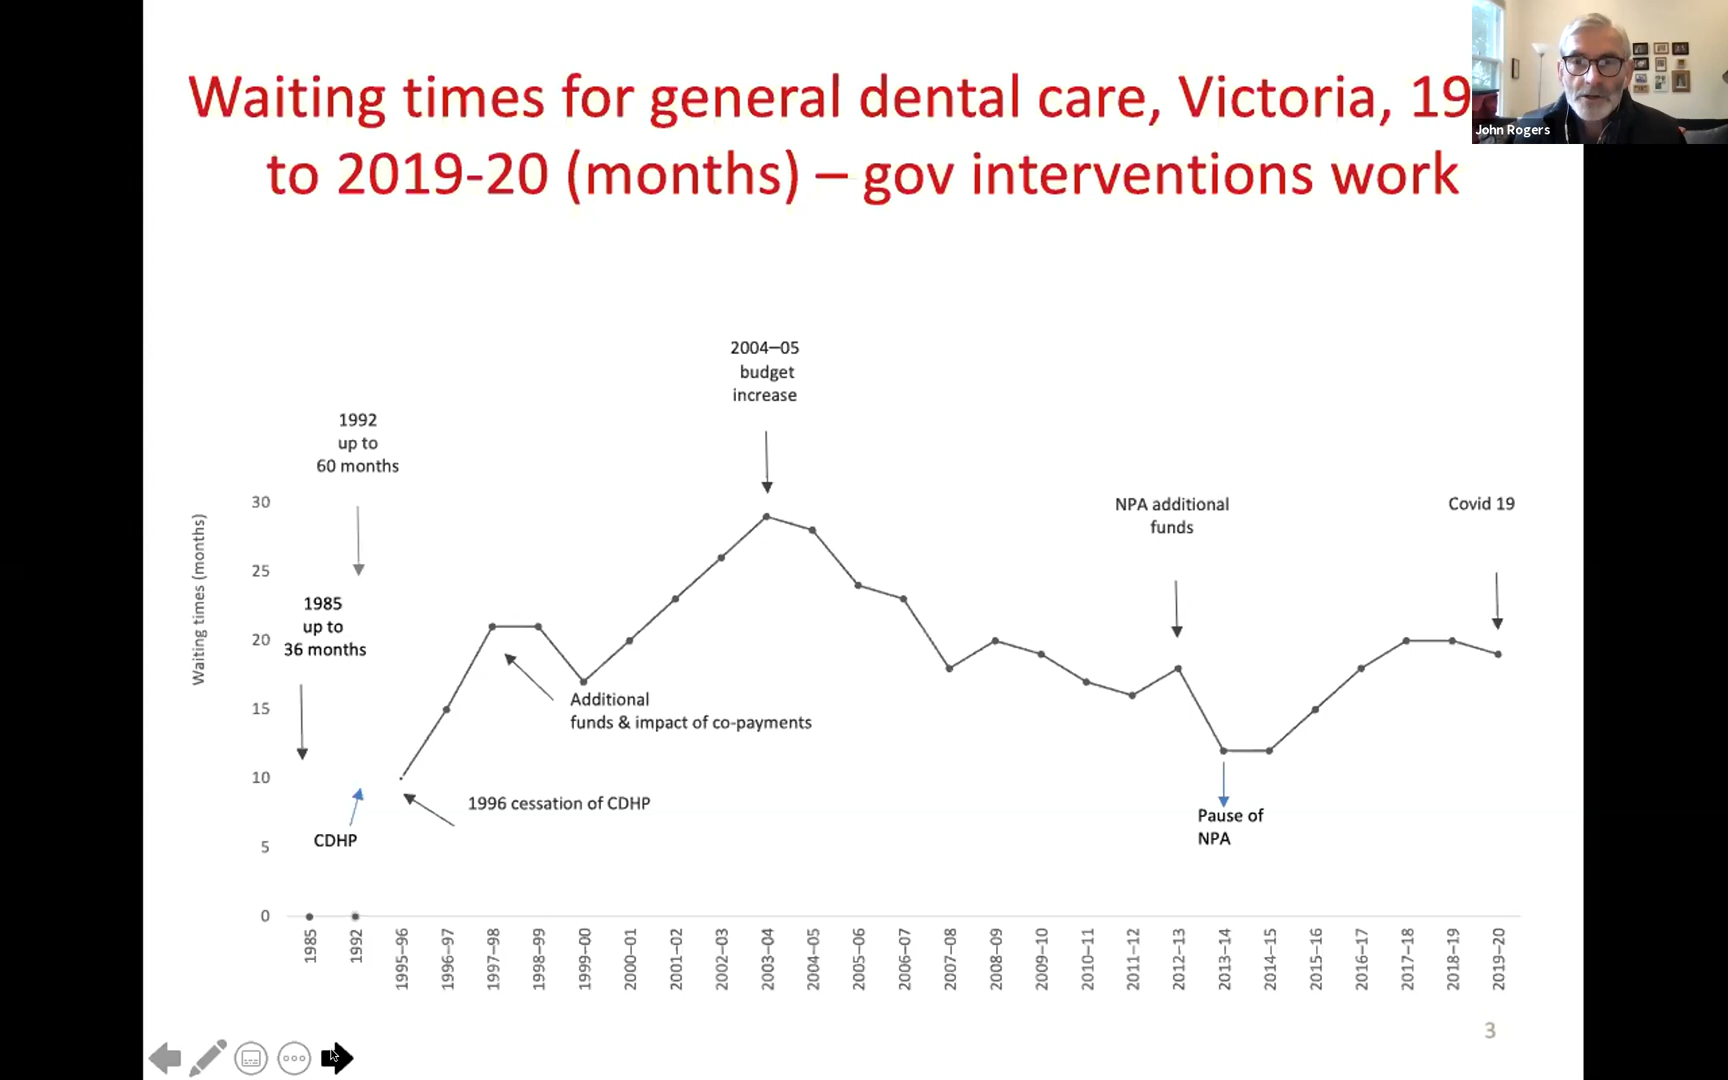 Waiting times for general dental care, Victoria, 19
to 2019-20 (months) – gov interventions work
John Rogers
2004–05
budget
increase
1992
up to
60 months
NPA additional
funds
Covid 19
1985
up to
36 months
Waiting times (months)
30
25
20
15
10
5
0
Additional
funds & impact of co-payments
1996 cessation of CDHP
CDHP
Pause of
NPA
1985
1992
1995–96
1996–97
1997–98
1998–99
1999–00
2000–01
2001–02
2002–03
2003–04
2004–05
2005–06
2006–07
2007–08
2008–09
2009–10
2010–11
2011–12
2012–13
2013–14
2014–15
2015–16
2016–17
2017–18
2018–19
2019–20
3